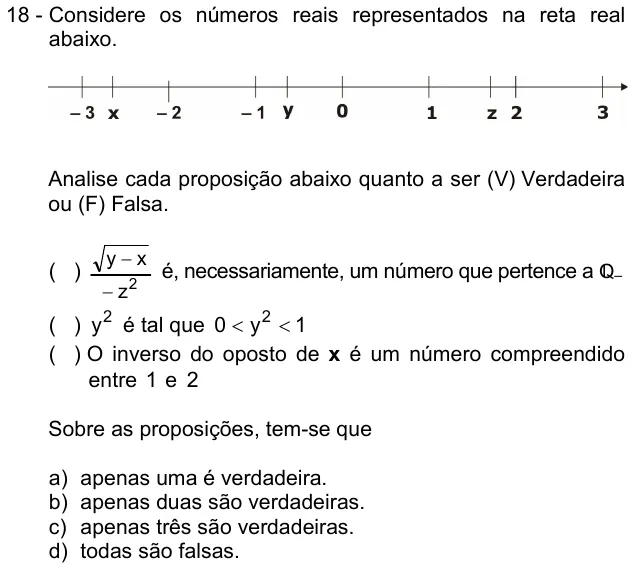 18 - Considere os números reais representados na reta real
abaixo.
– 3 x – 2 – 1 y 0 1 z 2 3
Analise cada proposição abaixo quanto a ser (V) Verdadeira
ou (F) Falsa.
( ) √(y – x) / – z² é, necessariamente, um número que pertence a ℚ₋
( ) y² é tal que 0 < y² < 1
( ) O inverso do oposto de x é um número compreendido
entre 1 e 2
Sobre as proposições, tem-se que
a) apenas uma é verdadeira.
b) apenas duas são verdadeiras.
c) apenas três são verdadeiras.
d) todas são falsas.